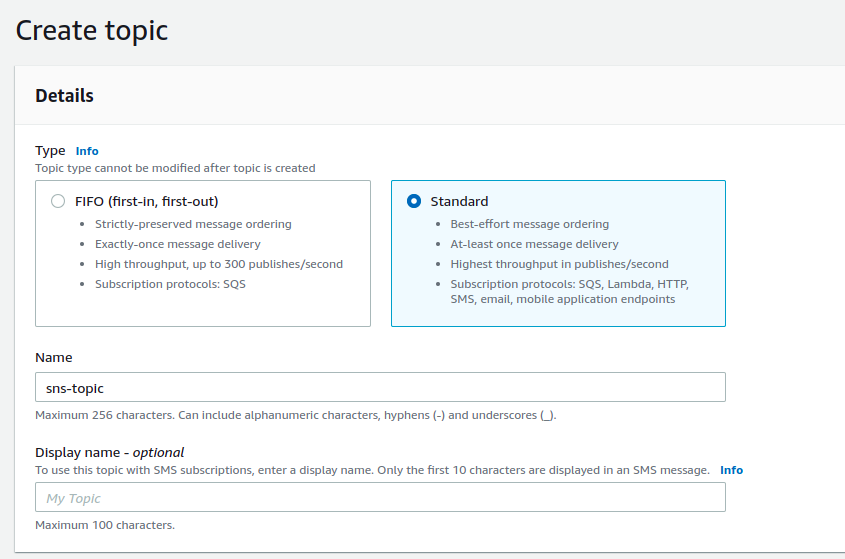 Create topic
Details
Type Info
Topic type cannot be modified after topic is created
FIFO (first-in, first-out)
Strictly-preserved message ordering
Exactly-once message delivery
High throughput, up to 300 publishes/second
Subscription protocols: SQS
Standard
Best-effort message ordering
At-least once message delivery
Highest throughput in publishes/second
Subscription protocols: SQS, Lambda, HTTP,
SMS, email, mobile application endpoints
Name
sns-topic
Maximum 256 characters. Can include alphanumeric characters, hyphens (-) and underscores (_).
Display name - optional
To use this topic with SMS subscriptions, enter a display name. Only the first 10 characters are displayed in an SMS message. Info
My Topic
Maximum 100 characters.